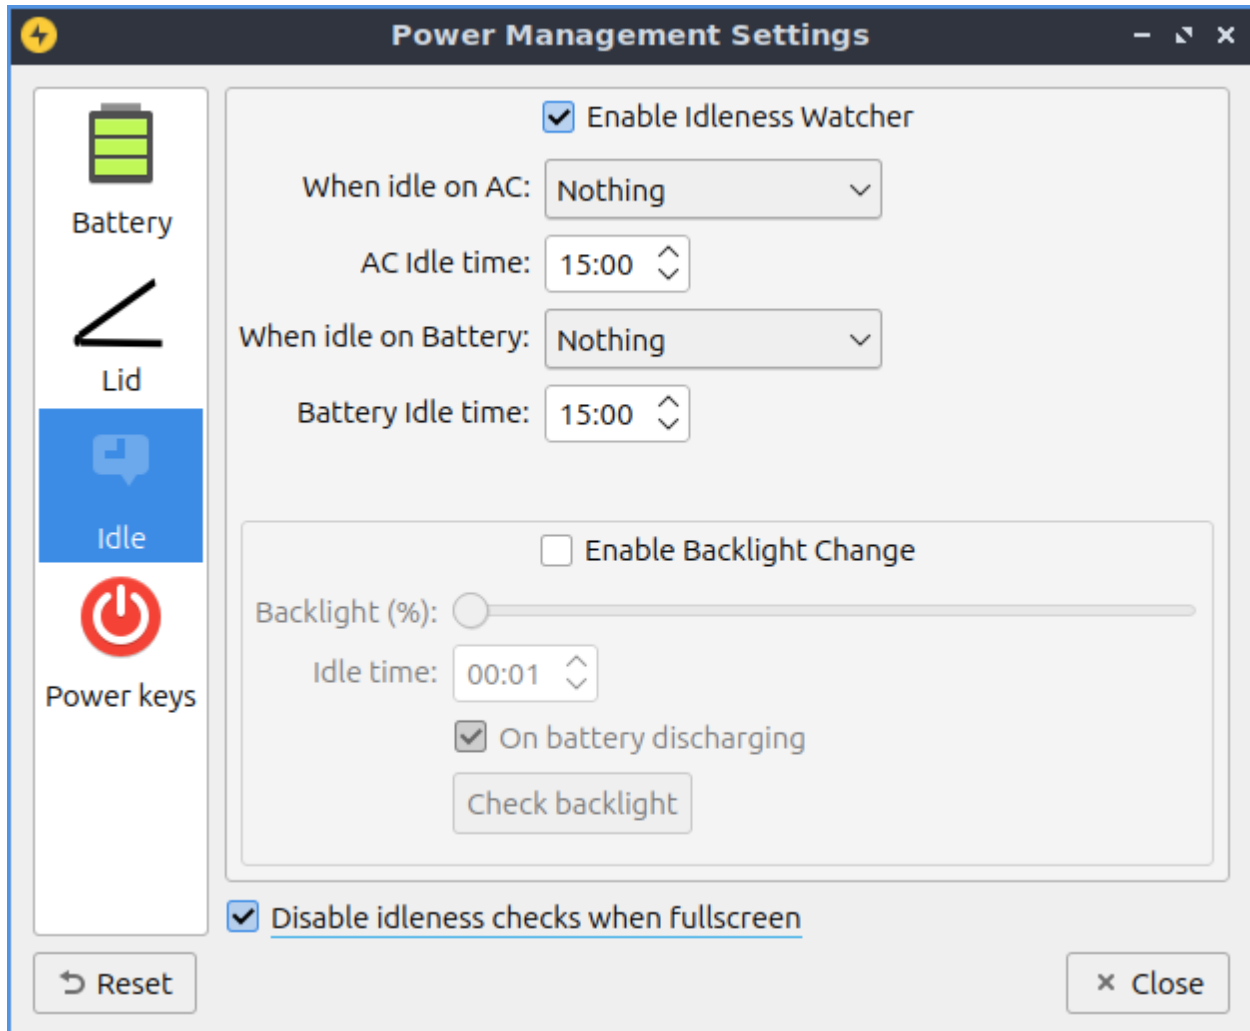 Power Management Settings
Battery
Lid
Idle
Power keys
Enable Idleness Watcher
When idle on AC: Nothing
AC Idle time: 15:00
When idle on Battery: Nothing
Battery Idle time: 15:00
Enable Backlight Change
Backlight (%):
Idle time: 00:01
On battery discharging
Check backlight
Disable idleness checks when fullscreen
Reset
Close